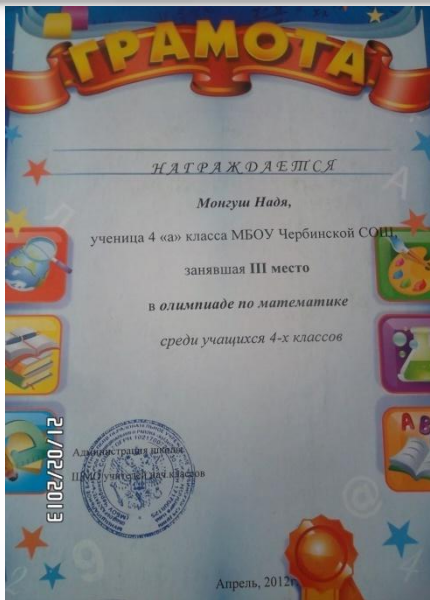 ГРАМОТА
НАГРАЖДАЕТСЯ
Монгуш Надя,
ученица 4 «а» класса МБОУ Чербинской СОШ,
занявшая III место
в олимпиаде по математике
среди учащихся 4-х классов
Администрация школы
учителей нач.классов
21/02/2013
Апрель, 2012г